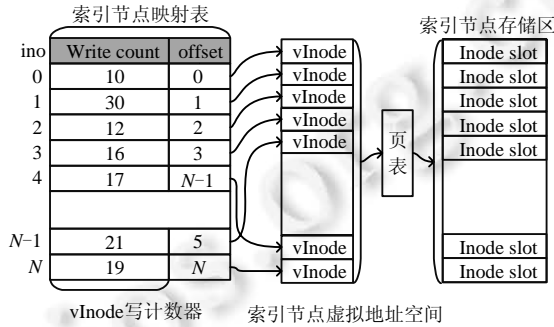 索引节点映射表
索引节点存储区
ino Write count offset
0 10 0
1 30 1
2 12 2
3 16 3
4 17 N−1
N−1 21 5
N 19 N
vInode
vInode
vInode
vInode
vInode
vInode
vInode
页表
Inode slot
Inode slot
Inode slot
Inode slot
Inode slot
Inode slot
Inode slot
vInode写计数器
索引节点虚拟地址空间